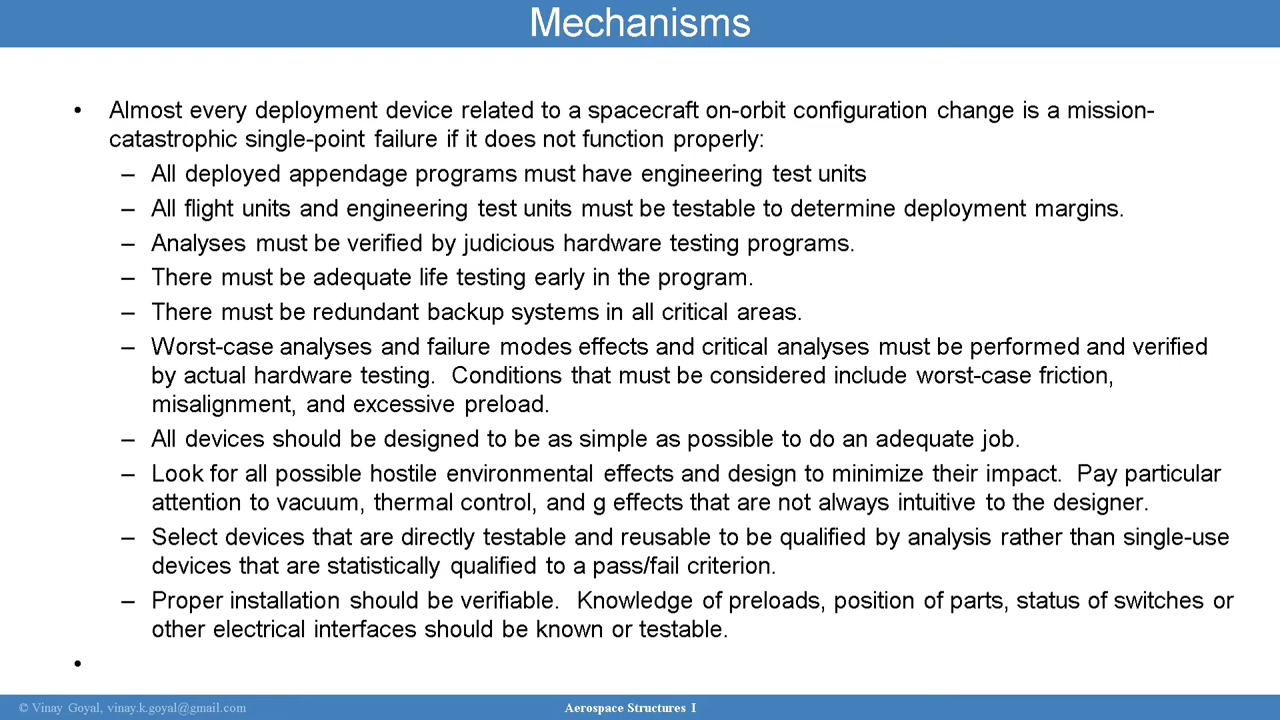 Mechanisms
• Almost every deployment device related to a spacecraft on-orbit configuration change is a mission-
catastrophic single-point failure if it does not function properly:
– All deployed appendage programs must have engineering test units
– All flight units and engineering test units must be testable to determine deployment margins.
– Analyses must be verified by judicious hardware testing programs.
– There must be adequate life testing early in the program.
– There must be redundant backup systems in all critical areas.
– Worst-case analyses and failure modes effects and critical analyses must be performed and verified
by actual hardware testing.  Conditions that must be considered include worst-case friction,
misalignment, and excessive preload.
– All devices should be designed to be as simple as possible to do an adequate job.
– Look for all possible hostile environmental effects and design to minimize their impact.  Pay particular
attention to vacuum, thermal control, and g effects that are not always intuitive to the designer.
– Select devices that are directly testable and reusable to be qualified by analysis rather than single-use
devices that are statistically qualified to a pass/fail criterion.
– Proper installation should be verifiable.  Knowledge of preloads, position of parts, status of switches or
other electrical interfaces should be known or testable.
•
© Vinay Goyal, vinay.k.goyal@gmail.com
Aerospace Structures I